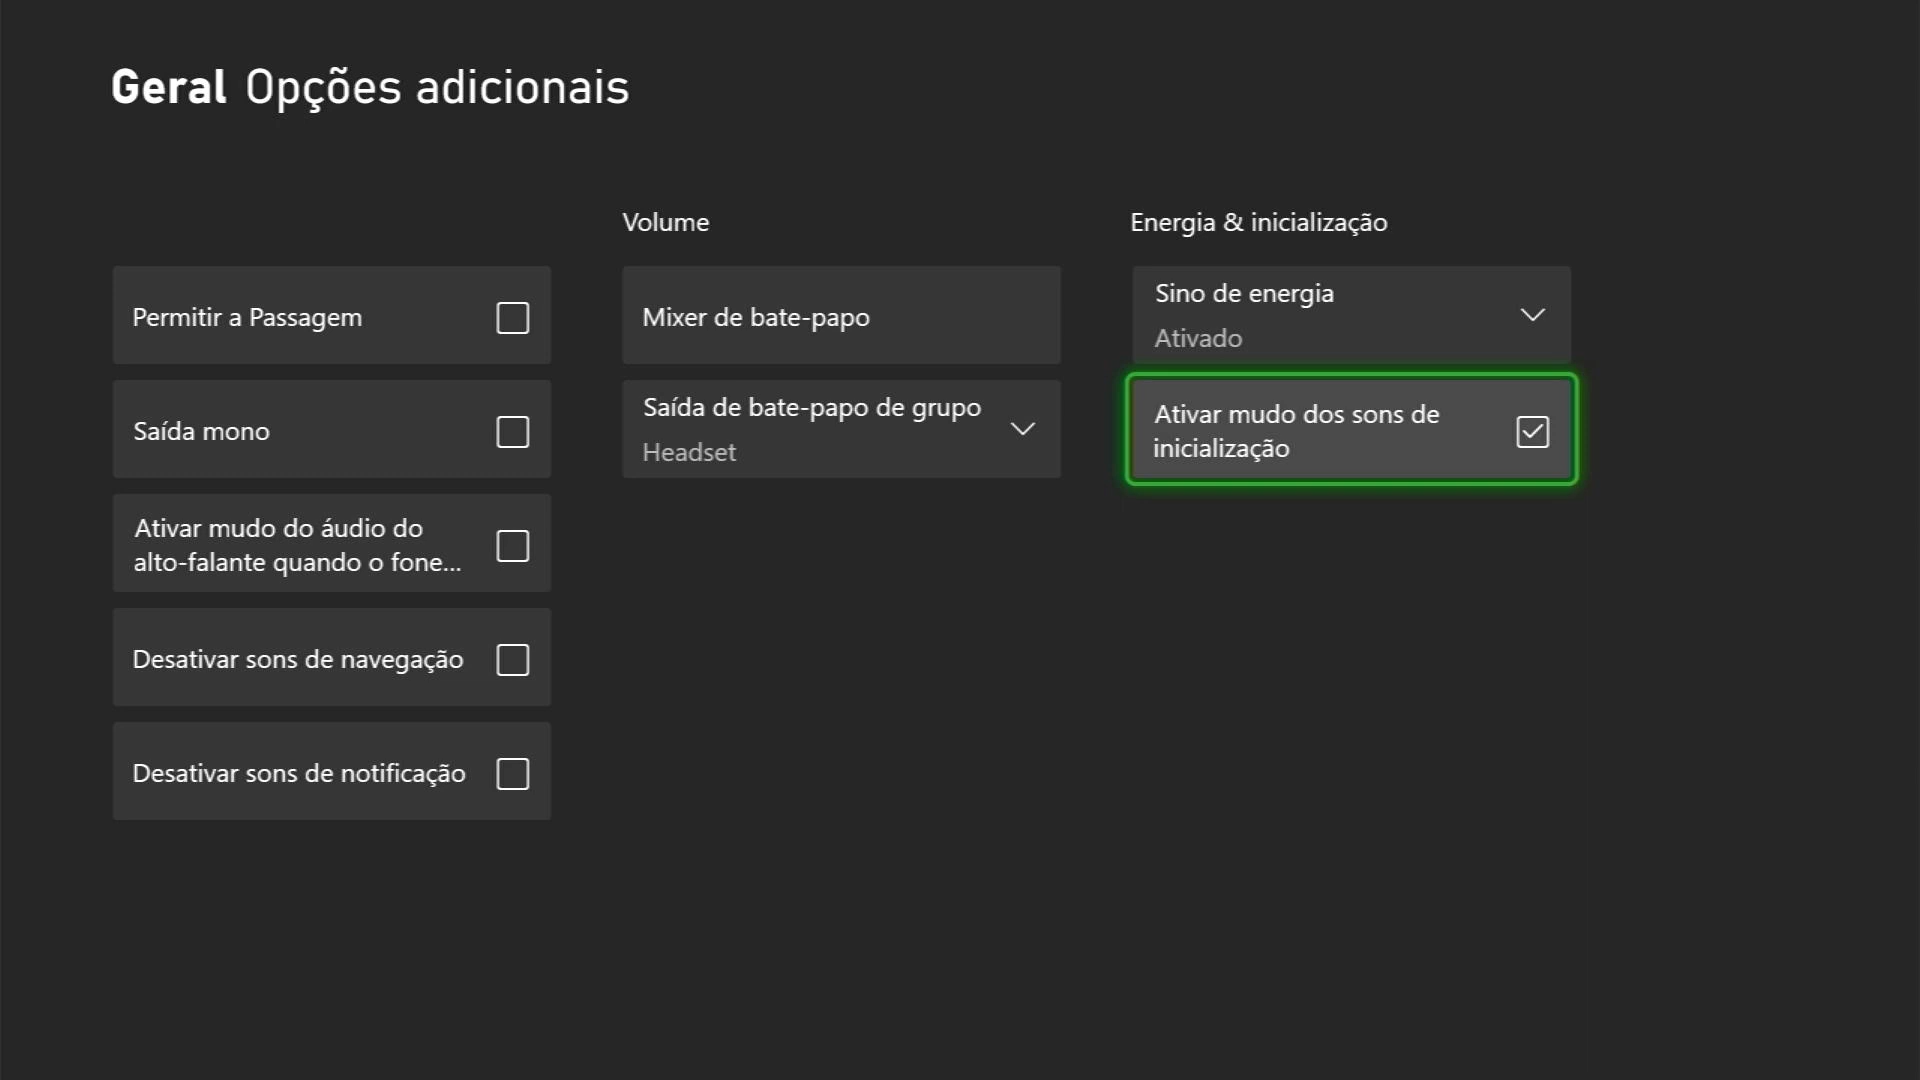 Geral Opções adicionais
Permitir a Passagem
Saída mono
Ativar mudo do áudio do
alto-falante quando o fone...
Desativar sons de navegação
Desativar sons de notificação
Volume
Mixer de bate-papo
Saída de bate-papo de grupo
Headset
Energia & inicialização
Sino de energia
Ativado
Ativar mudo dos sons de
inicialização